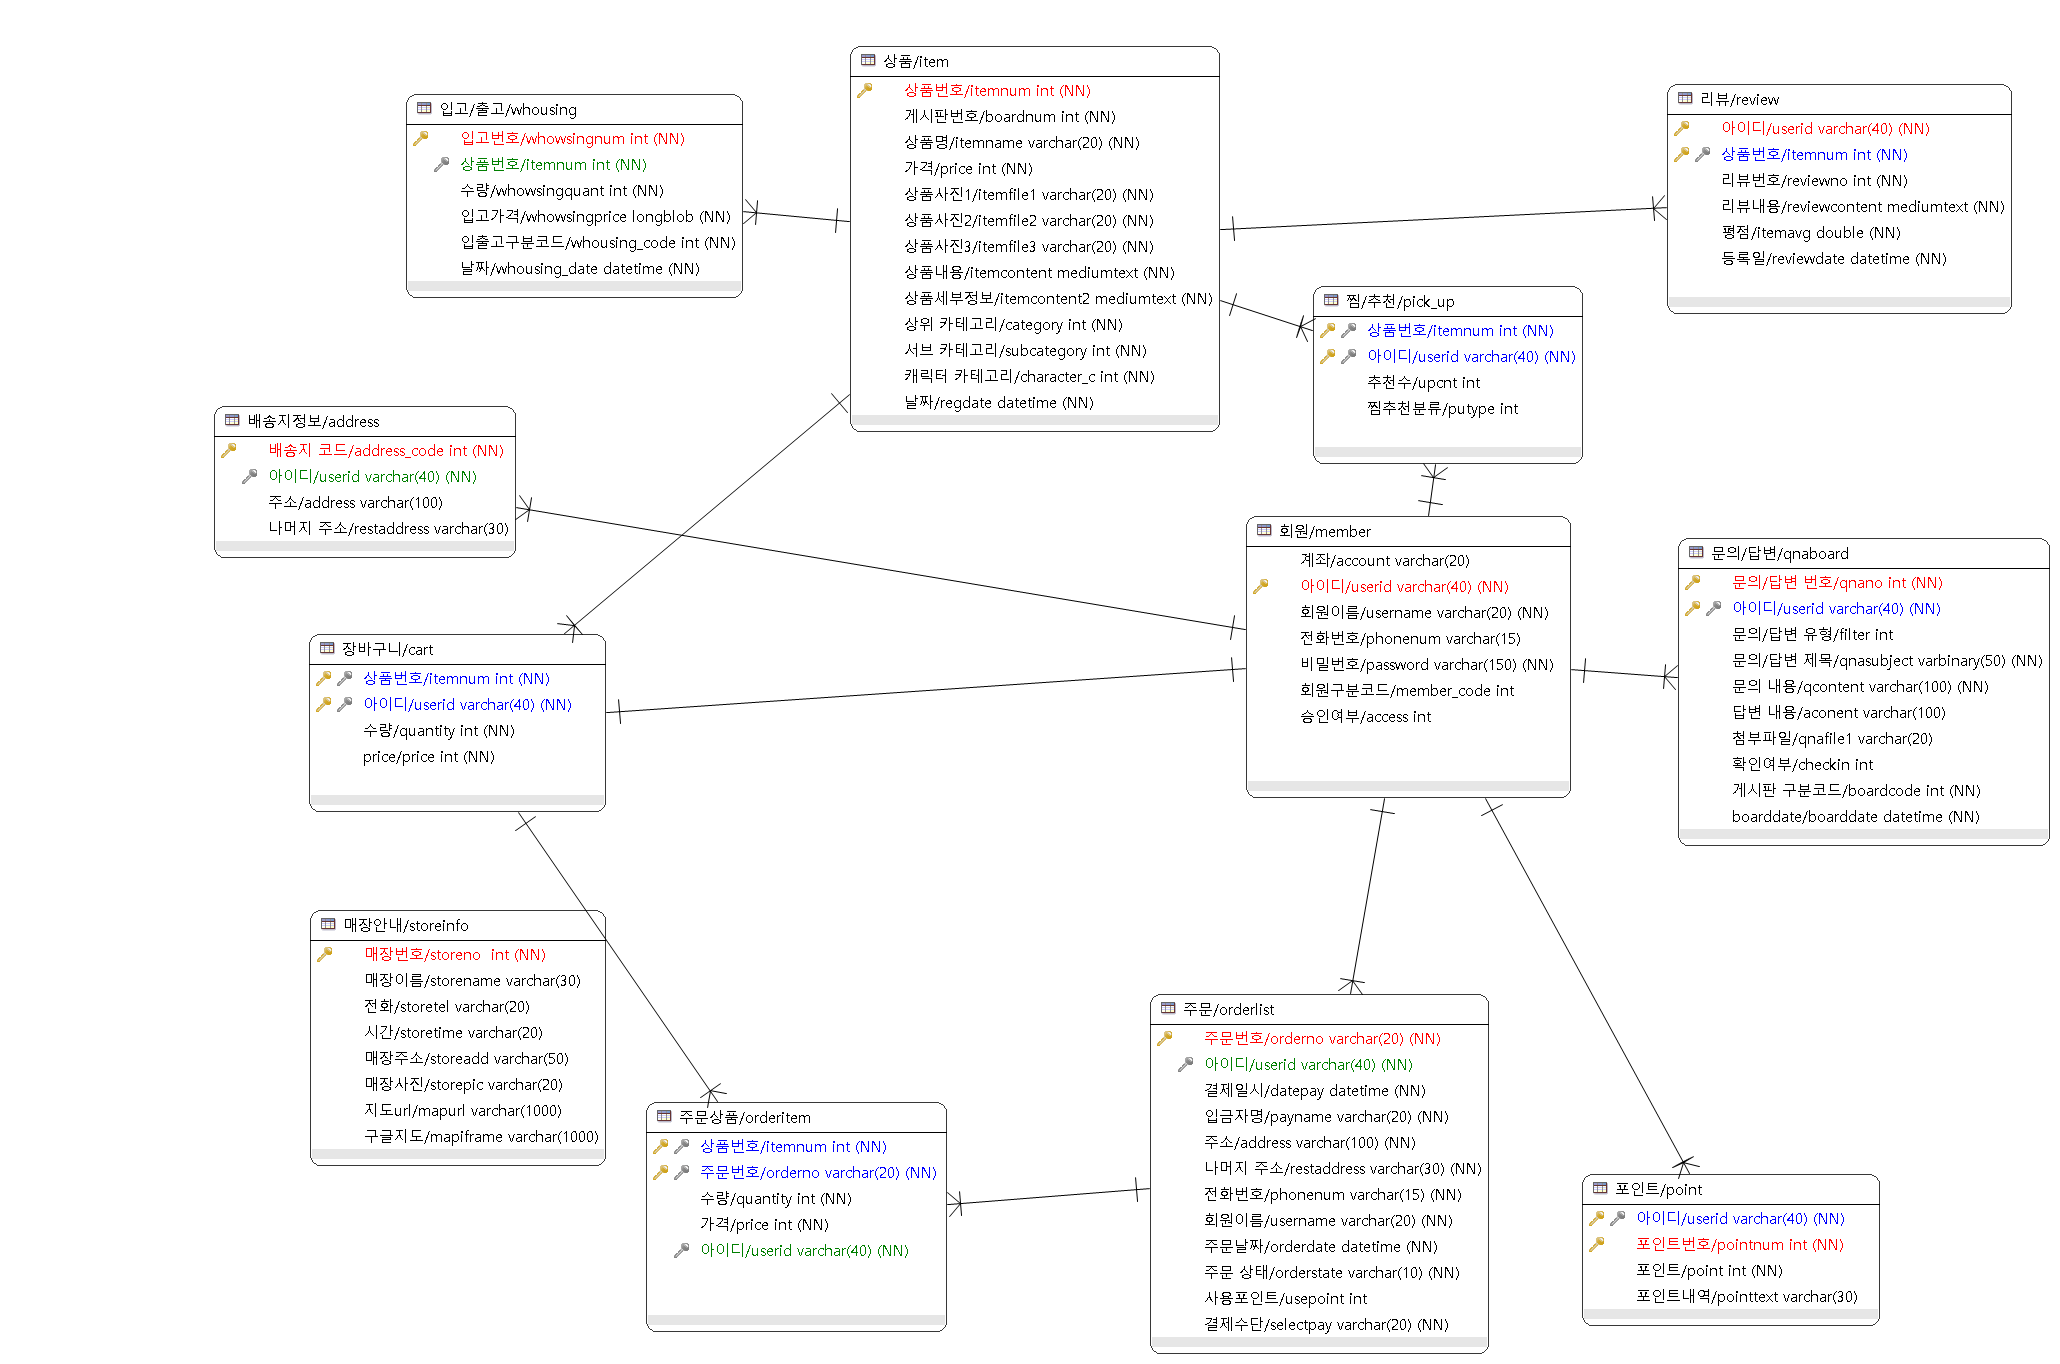 상품/item
상품번호/itemnum int (NN)
게시판번호/boardnum int (NN)
상품명/itemname varchar(20) (NN)
가격/price int (NN)
상품사진1/itemfile1 varchar(20) (NN)
상품사진2/itemfile2 varchar(20) (NN)
상품사진3/itemfile3 varchar(20) (NN)
상품내용/itemcontent mediumtext (NN)
상품세부정보/itemcontent2 mediumtext (NN)
상위 카테고리/category int (NN)
서브 카테고리/subcategory int (NN)
캐릭터 카테고리/character_c int (NN)
날짜/regdate datetime (NN)
입고/출고/whousing
입고번호/whowsingnum int (NN)
상품번호/itemnum int (NN)
수량/whowsingquant int (NN)
입고가격/whowsingprice longblob (NN)
입출고구분코드/whousing_code int (NN)
날짜/whousing_date datetime (NN)
리뷰/review
아이디/userid varchar(40) (NN)
상품번호/itemnum int (NN)
리뷰번호/reviewno int (NN)
리뷰내용/reviewcontent mediumtext (NN)
평점/itemavg double (NN)
등록일/reviewdate datetime (NN)
찜/추천/pick_up
상품번호/itemnum int (NN)
아이디/userid varchar(40) (NN)
추천수/upcnt int
찜추천분류/putype int
배송지정보/address
배송지 코드/address_code int (NN)
아이디/userid varchar(40) (NN)
주소/address varchar(100)
나머지 주소/restaddress varchar(30)
회원/member
계좌/account varchar(20)
아이디/userid varchar(40) (NN)
회원이름/username varchar(20) (NN)
전화번호/phonenum varchar(15)
비밀번호/password varchar(150) (NN)
회원구분코드/member_code int
승인여부/access int
문의/답변/qnaboard
문의/답변 번호/qnano int (NN)
아이디/userid varchar(40) (NN)
문의/답변 유형/filter int
문의/답변 제목/qnasubject varbinary(50) (NN)
문의 내용/qcontent varchar(100) (NN)
답변 내용/aconent varchar(100)
첨부파일/qnafile1 varchar(20)
확인여부/checkin int
게시판 구분코드/boardcode int (NN)
boarddate/boarddate datetime (NN)
장바구니/cart
상품번호/itemnum int (NN)
아이디/userid varchar(40) (NN)
수량/quantity int (NN)
price/price int (NN)
매장안내/storeinfo
매장번호/storeno int (NN)
매장이름/storename varchar(30)
전화/storetel varchar(20)
시간/storetime varchar(20)
매장주소/storeadd varchar(50)
매장사진/storepic varchar(20)
지도url/mapurl varchar(1000)
구글지도/mapiframe varchar(1000)
주문/orderlist
주문번호/orderno varchar(20) (NN)
아이디/userid varchar(40) (NN)
결제일시/datepay datetime (NN)
입금자명/payname varchar(20) (NN)
주소/address varchar(100) (NN)
나머지 주소/restaddress varchar(30) (NN)
전화번호/phonenum varchar(15) (NN)
회원이름/username varchar(20) (NN)
주문날짜/orderdate datetime (NN)
주문 상태/orderstate varchar(10) (NN)
사용포인트/usepoint int
결제수단/selectpay varchar(20) (NN)
주문상품/orderitem
상품번호/itemnum int (NN)
주문번호/orderno varchar(20) (NN)
수량/quantity int (NN)
가격/price int (NN)
아이디/userid varchar(40) (NN)
포인트/point
아이디/userid varchar(40) (NN)
포인트번호/pointnum int (NN)
포인트/point int (NN)
포인트내역/pointtext varchar(30)